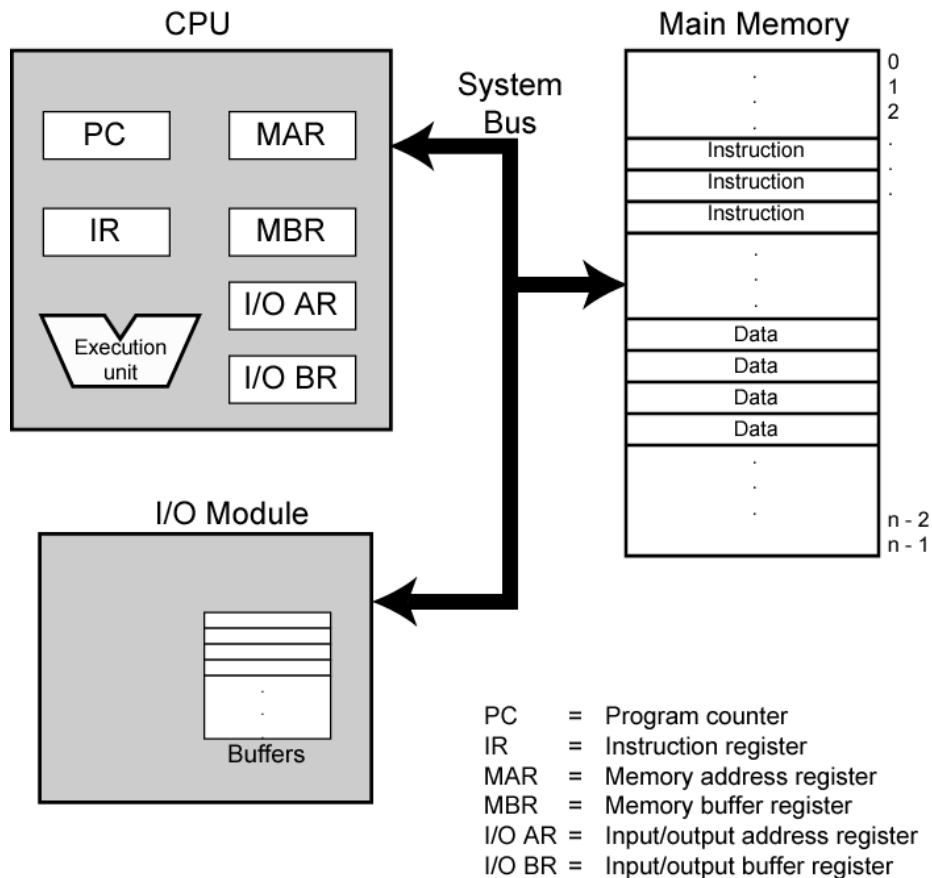 CPU
PC
MAR
IR
MBR
I/O AR
Execution
unit
I/O BR
System
Bus
Main Memory
0
1
2
.
.
.
.
.
.
Instruction
Instruction
Instruction
.
.
.
Data
Data
Data
Data
.
.
.
n - 2
n - 1
I/O Module
.
.
.
Buffers
PC = Program counter
IR = Instruction register
MAR = Memory address register
MBR = Memory buffer register
I/O AR = Input/output address register
I/O BR = Input/output buffer register